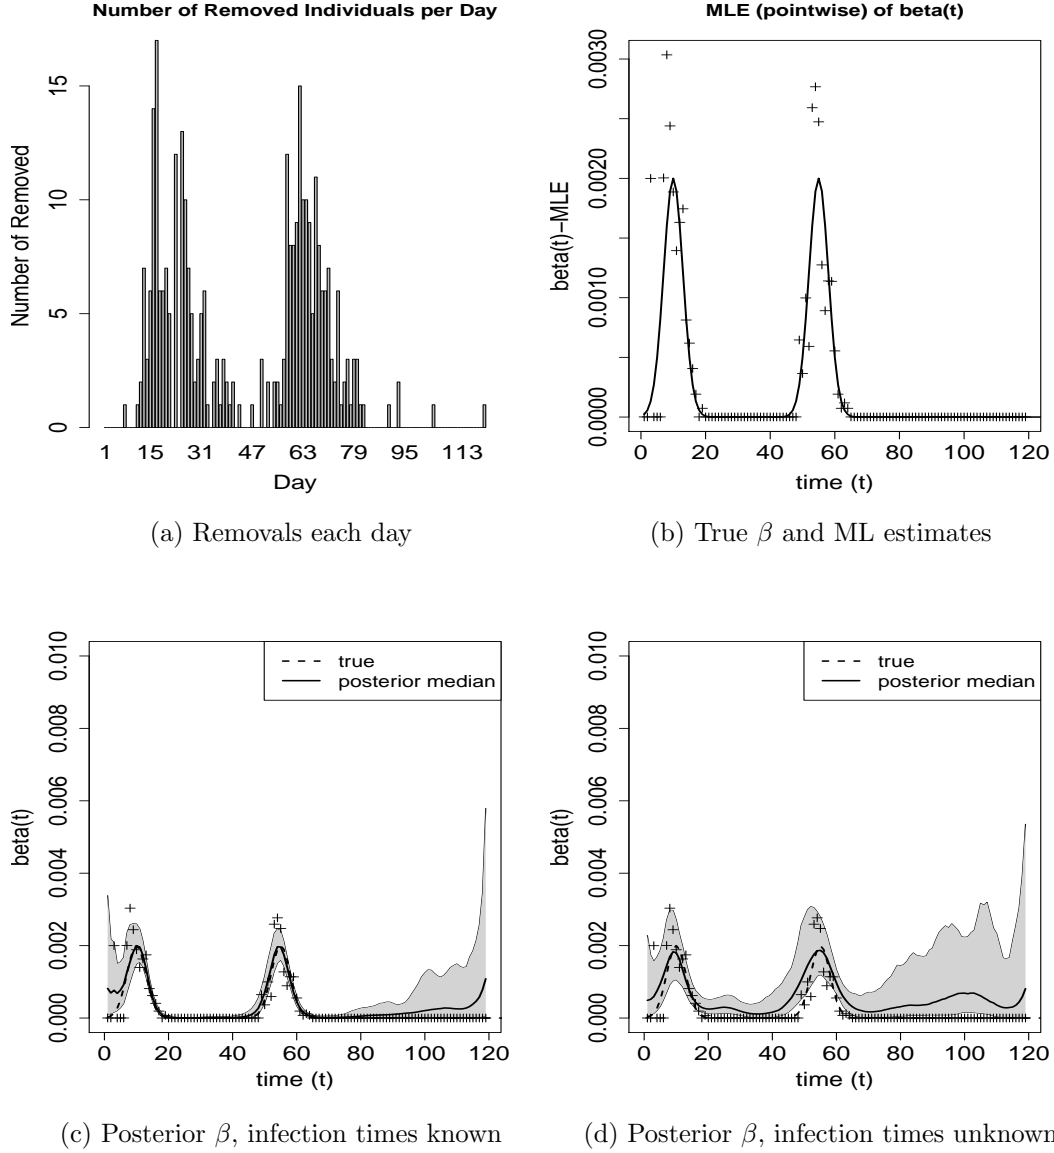 Number of Removed Individuals per Day
Number of Removed
0 5 10 15
1 15 31 47 63 79 95 113
Day
(a) Removals each day
MLE (pointwise) of beta(t)
beta(t)−MLE
0.0000 0.0010 0.0020 0.0030
0 20 40 60 80 100 120
time (t)
(b) True β and ML estimates
beta(t)
0.000 0.002 0.004 0.006 0.008 0.010
true
posterior median
0 20 40 60 80 100 120
time (t)
(c) Posterior β, infection times known
beta(t)
0.000 0.002 0.004 0.006 0.008 0.010
true
posterior median
0 20 40 60 80 100 120
time (t)
(d) Posterior β, infection times unknown